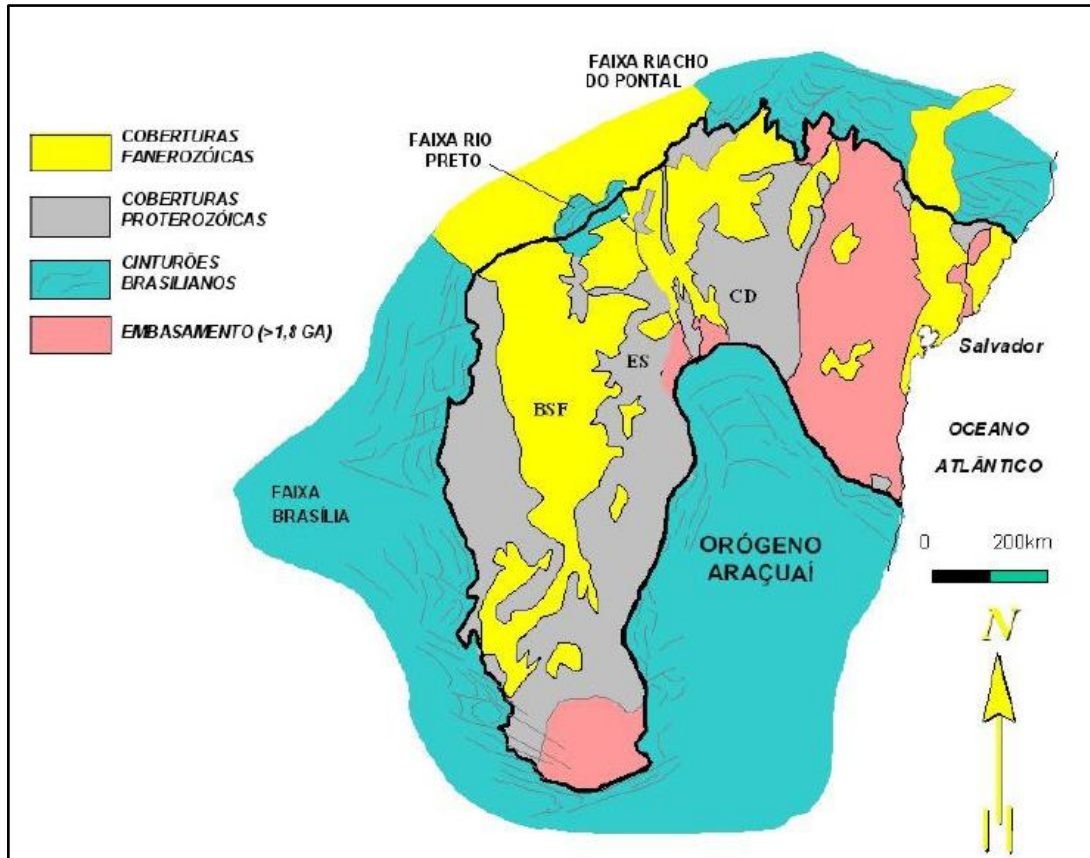 FAIXA RIACHO
DO PONTAL
FAIXA RIO
PRETO
COBERTURAS
FANEROZÓICAS
COBERTURAS
PROTEROZÓICAS
CINTURÕES
BRASILIANOS
EMBASAMENTO (>1,8 GA)
CD
ES
BSF
Salvador
OCEANO
ATLÂNTICO
FAIXA
BRASÍLIA
ORÓGENO
ARAÇUAÍ
0 200km
N